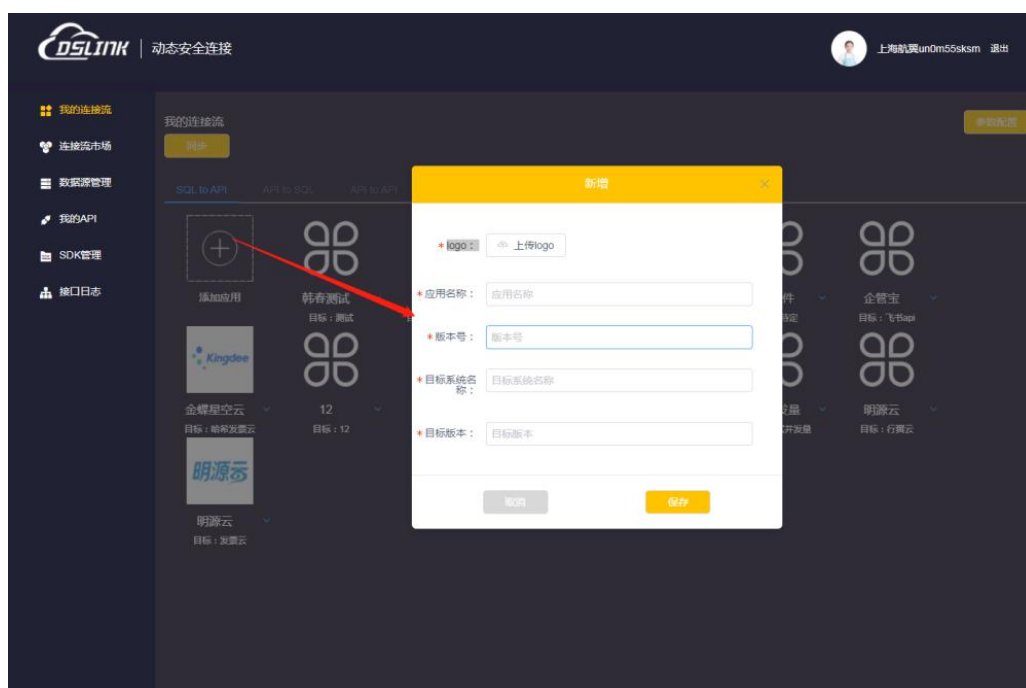 DSLINK 动态安全连接
上海航翼un0m55sksm 退出
我的连接流
连接流市场
数据源管理
我的API
SDK管理
接口日志
我的连接流
参数配置
同步
SQL to API API to SQL API to API
添加应用
韩春测试
目标：测试
件
企管宝
目标：飞书api
Kingdee
金蝶星空云
目标：哈希发票云
12
目标：12
发量
并发量
明源云
目标：行翼云
明源云
明源云
目标：发票云
新增
* logo： 上传logo
* 应用名称： 应用名称
* 版本号： 版本号
* 目标系统名称： 目标系统名称
* 目标版本： 目标版本
取消 保存